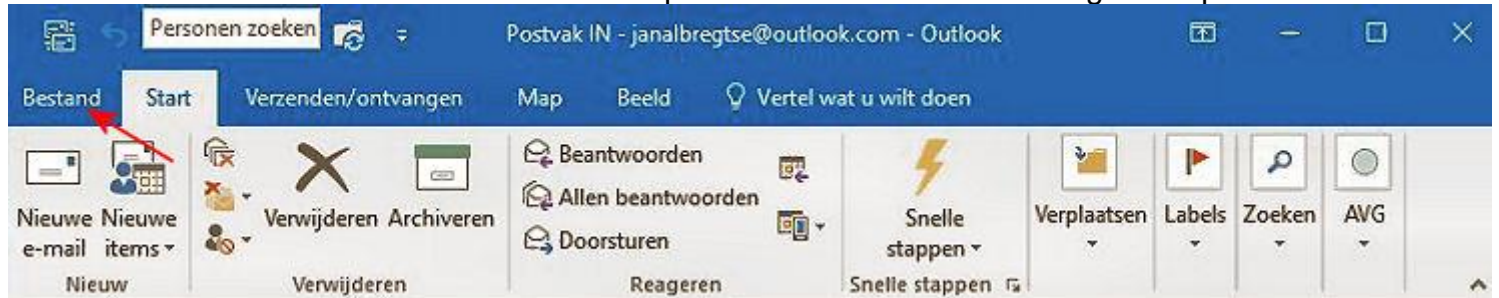 Personen zoeken
Postvak IN - janalbregtse@outlook.com - Outlook
Bestand Start Verzenden/ontvangen Map Beeld Vertel wat u wilt doen
Nieuwe e-mail
Nieuwe items
Verwijderen Archiveren
Beantwoorden
Allen beantwoorden
Doorsturen
Snelle stappen
Verplaatsen Labels Zoeken AVG
Nieuw Verwijderen Reageren Snelle stappen